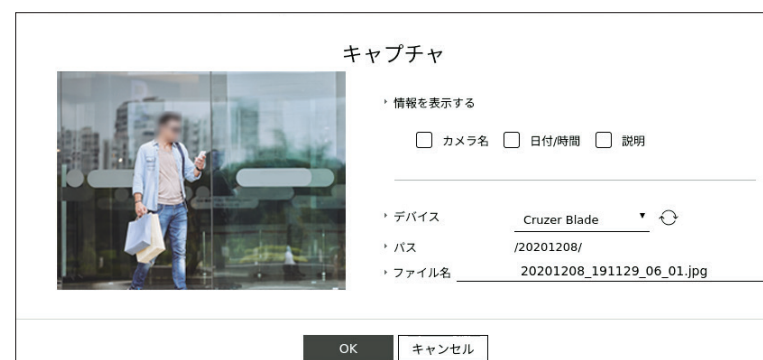 キャプチャ
情報を表示する
カメラ名 日付/時間 説明
デバイス Cruzer Blade
パス /20201208/
ファイル名 20201208_191129_06_01.jpg
OK キャンセル